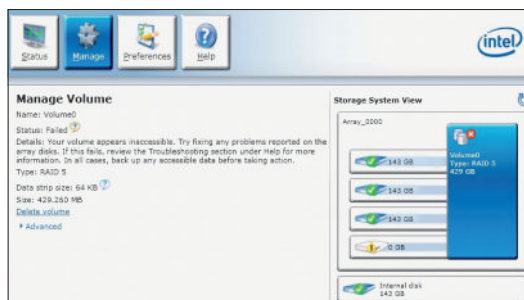 Status
Manage
Preferences
Help
intel
Manage Volume
Name: Volume0
Status: Failed
Details: Your volume appears inaccessible. Try fixing any problems reported on the
array disks. If this fails, review the Troubleshooting section under Help for more
information. In all cases, back up any accessible data before taking action.
Type: RAID 5
Data strip size: 64 KB
Size: 429.260 MB
Delete volume
Advanced
Storage System View
Array_0000
143 GB
143 GB
143 GB
0 GB
Volume0
Type: RAID 5
429 GB
Internal disk
143 GB